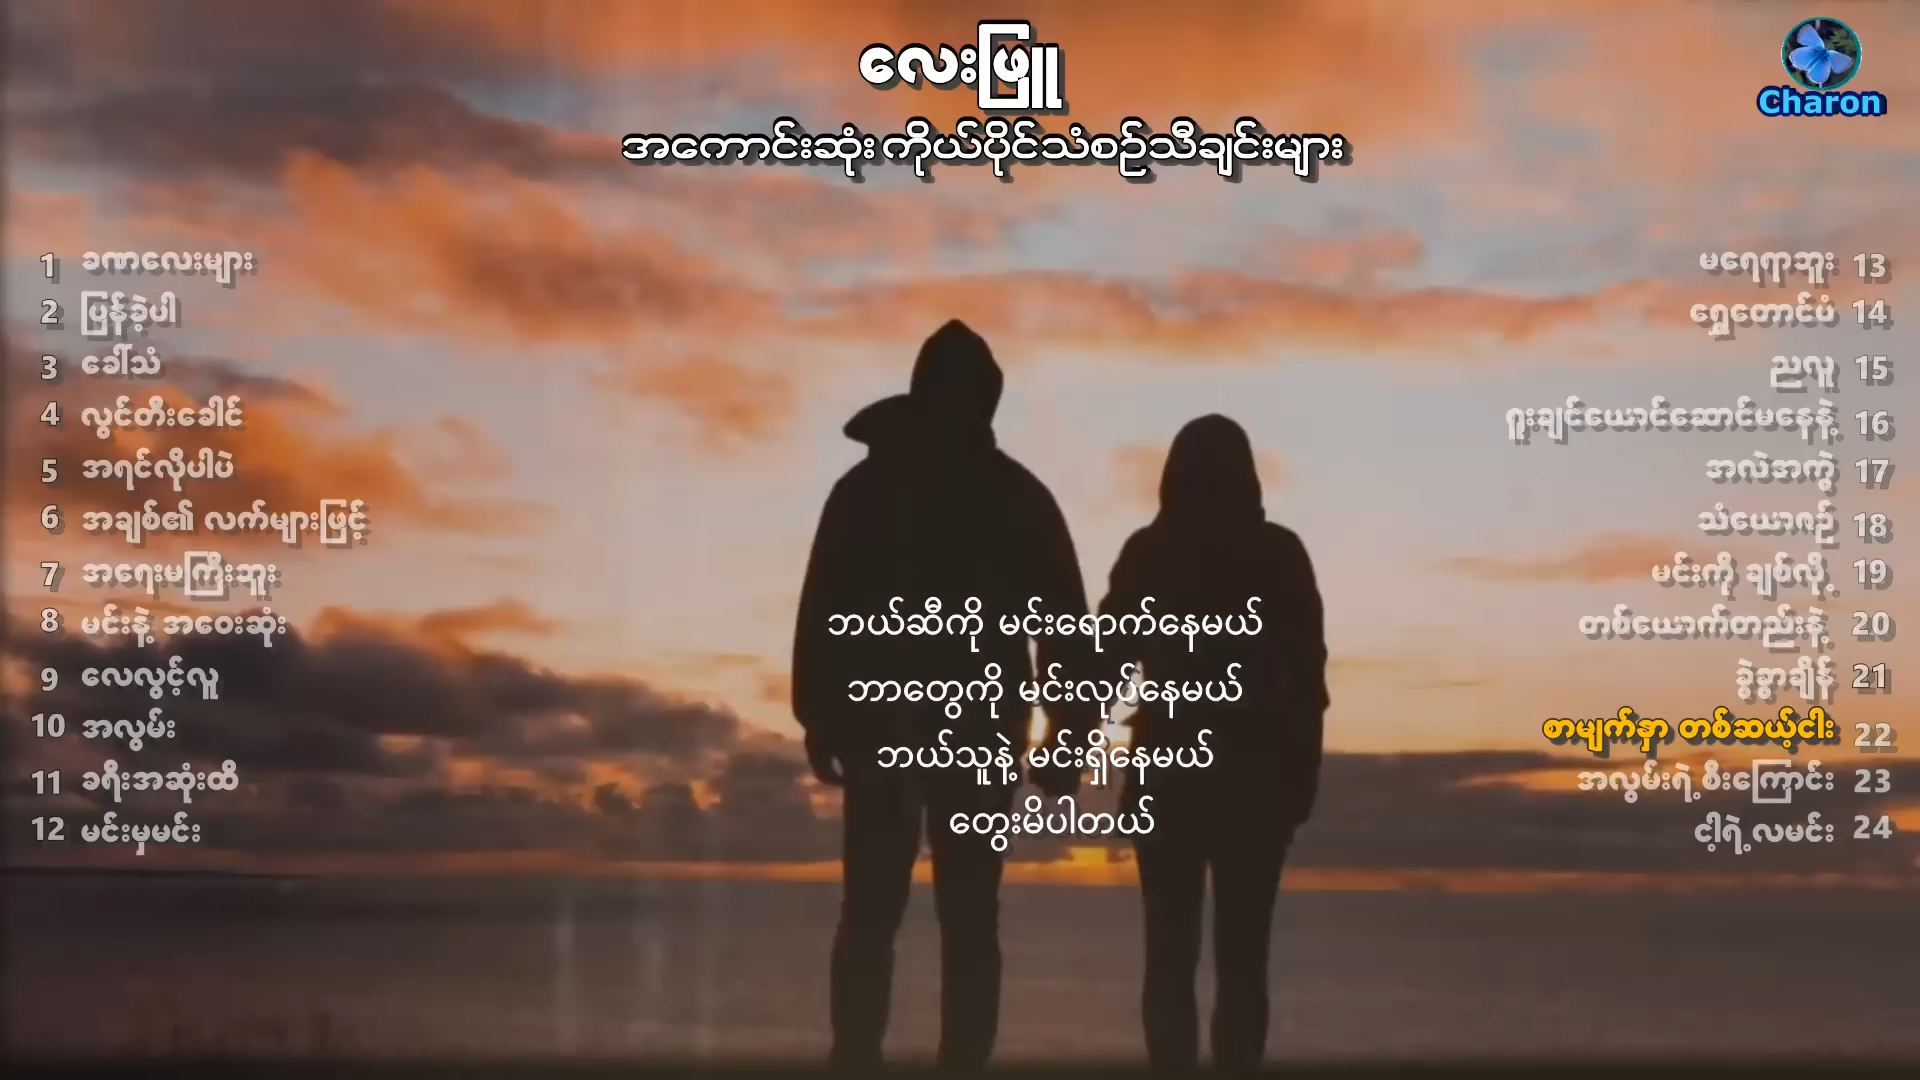 လေးဖြူ
အကောင်းဆုံး ကိုယ်ပိုင်သံစဉ်သီချင်းများ
Charon
1 ခဏလေးများ
2 ပြန်ခဲ့ပါ
3 ခေါ်သံ
4 လွင်တီးခေါင်
5 အရင်လိုပါပဲ
6 အချစ်၏ လက်များဖြင့်
7 အရေးမကြီးဘူး
8 မင်းနဲ့ အဝေးဆုံး
9 လေလွင့်လူ
10 အလွမ်း
11 ခရီးအဆုံးထိ
12 မင်းမှမင်း
မရေရာဘူး 13
ရွှေတောင်ပံ 14
ညလူ 15
ရူးချင်ယောင်ဆောင်မနေနဲ့ 16
အလဲအကွဲ 17
သံယောဇဉ် 18
မင်းကို ချစ်လို့ 19
တစ်ယောက်တည်းနဲ့ 20
ခွဲခွာချိန် 21
စာမျက်နှာ တစ်ဆယ့်ငါး 22
အလွမ်းရဲ့စီးကြောင်း 23
ငါ့ရဲ့လမင်း 24
ဘယ်ဆီကို မင်းရောက်နေမယ်
ဘာတွေကို မင်းလုပ်နေမယ်
ဘယ်သူနဲ့ မင်းရှိနေမယ်
တွေးမိပါတယ်